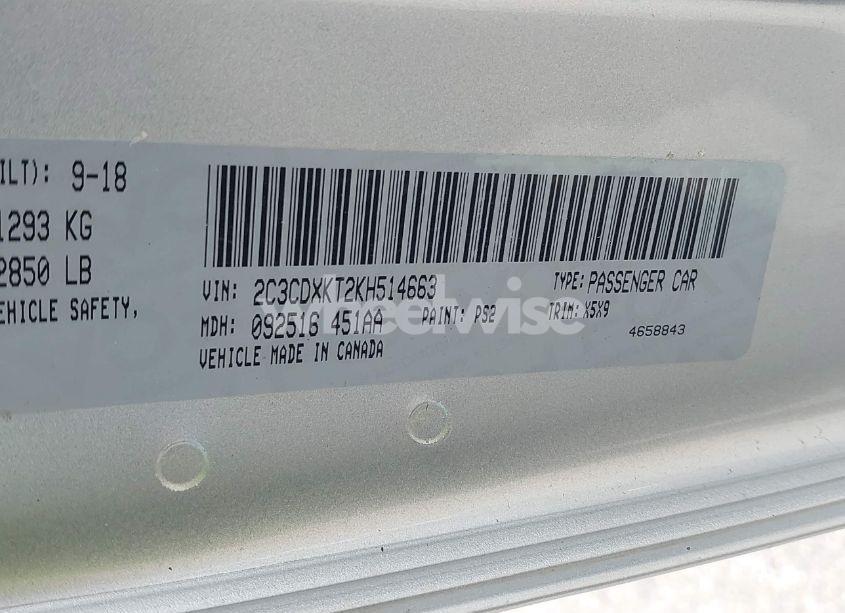 ILT): 9-18
1293 KG
2850 LB
EHICLE SAFETY,
VIN: 2C3CDXKT2KH514663
TYPE: PASSENGER CAR
MDH: 092516 451AA
PAINT: PS2
TRIM: X5X9
VEHICLE MADE IN CANADA
4658843
wheelwise